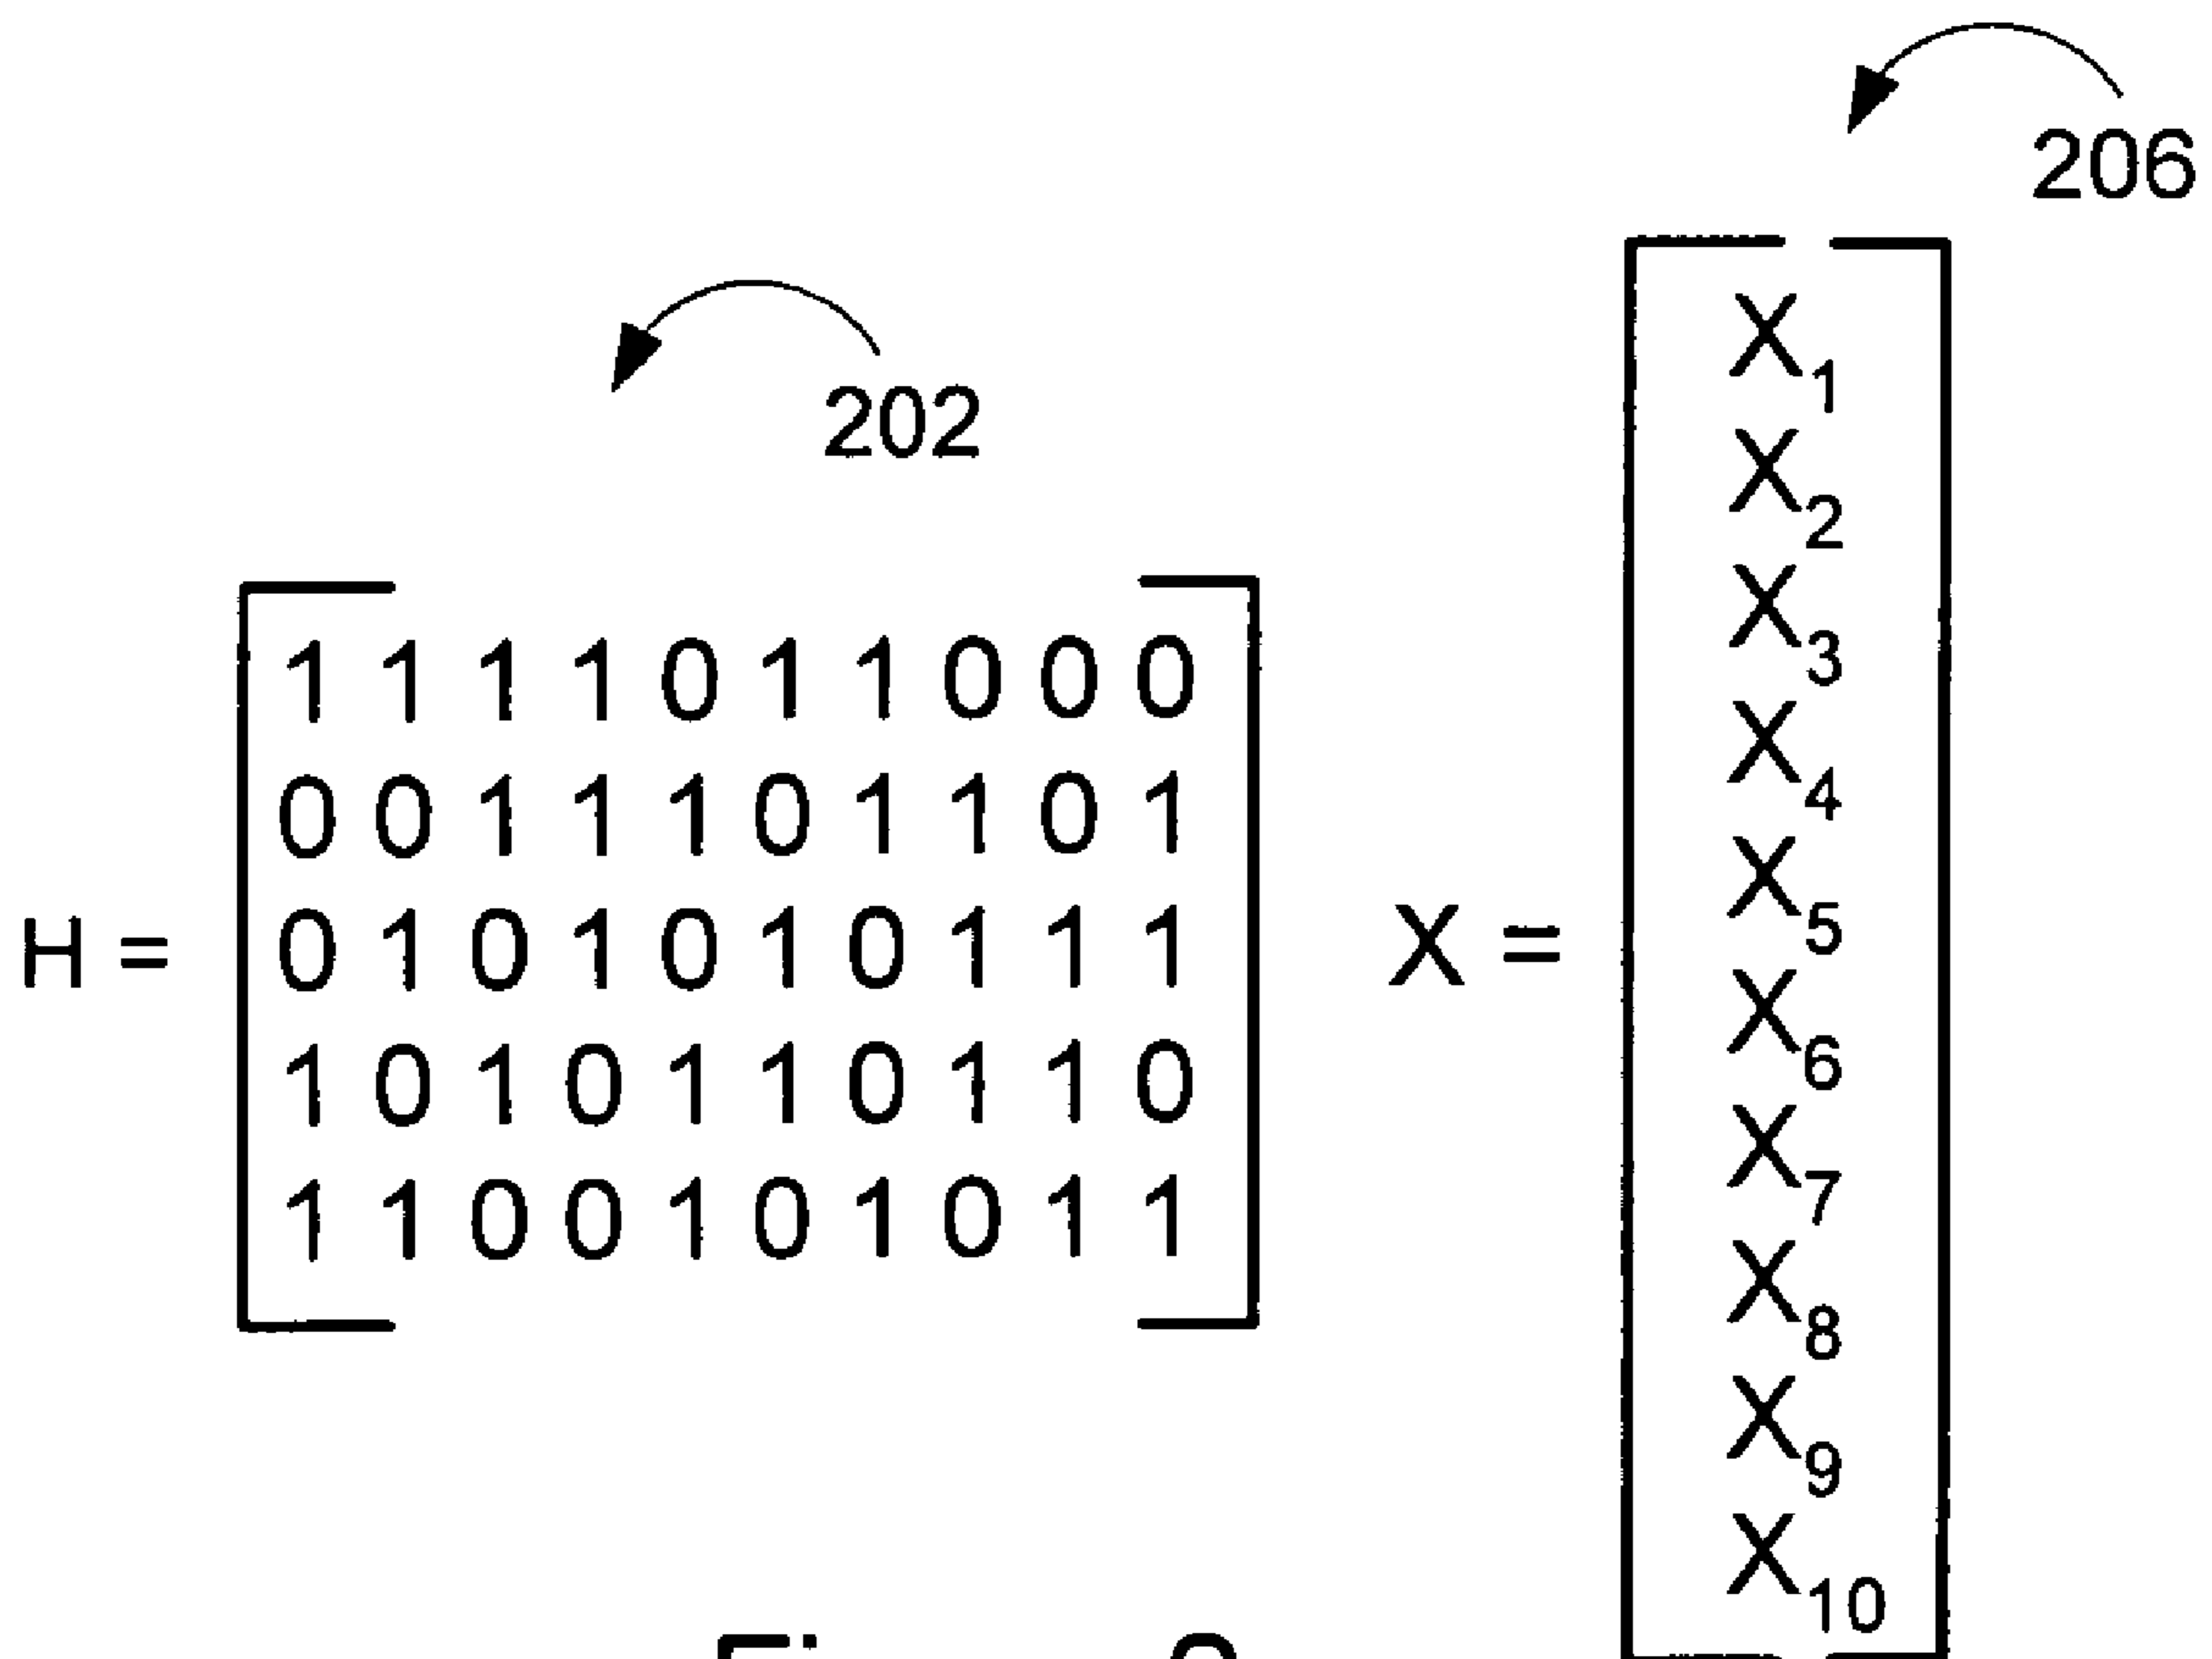 206
202
H =
1 1 1 1 0 1 1 0 0 0
0 0 1 1 1 0 1 1 0 1
0 1 0 1 0 1 0 1 1 1
1 0 1 0 1 1 0 1 1 0
1 1 0 0 1 0 1 0 1 1
X =
X1
X2
X3
X4
X5
X6
X7
X8
X9
X10